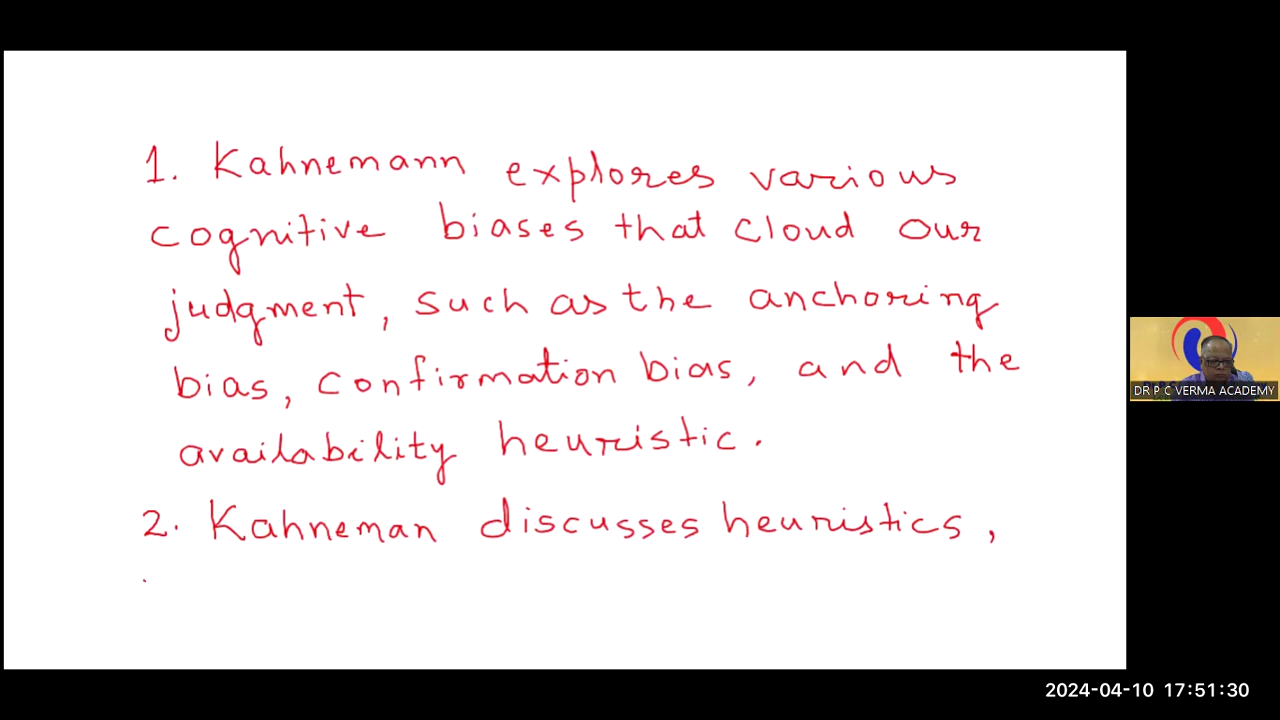 1. Kahnemann explores various
cognitive biases that cloud our
judgment, such as the anchoring
bias, confirmation bias, and the
availability heuristic.
2. Kahneman discusses heuristics,
DR P C VERMA ACADEMY
2024-04-10 17:51:30